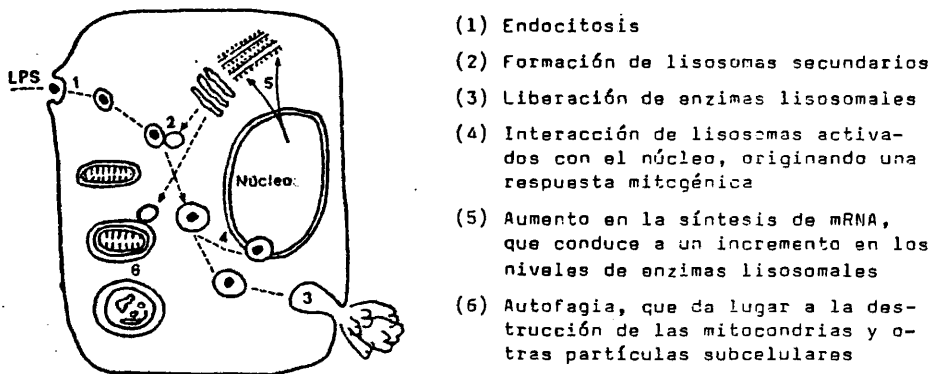 LPS
1
2
5
Núcleo
4
6
3
(1) Endocitosis
(2) Formación de lisosomas secundarios
(3) Liberación de enzimas lisosomales
(4) Interacción de lisosomas activa-
dos con el núcleo, originando una
respuesta mitogénica
(5) Aumento en la síntesis de mRNA,
que conduce a un incremento en los
niveles de enzimas lisosomales
(6) Autofagia, que da lugar a la des-
trucción de las mitocondrias y o-
tras partículas subcelulares